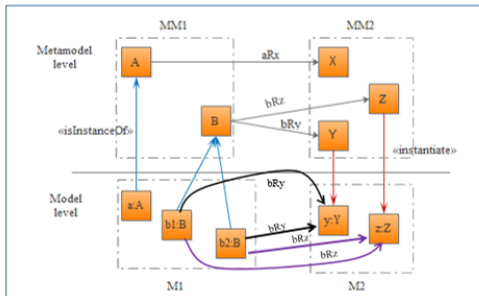 MM1 MM2
Metamodel
level
A aRx X
bRz Z
B
bRy Y
«isInstanceOf» «instantiate»
Model
level
bRy
a:A
b1:B bRy y:Y
b2:B bRz z:Z
bRz
M1 M2